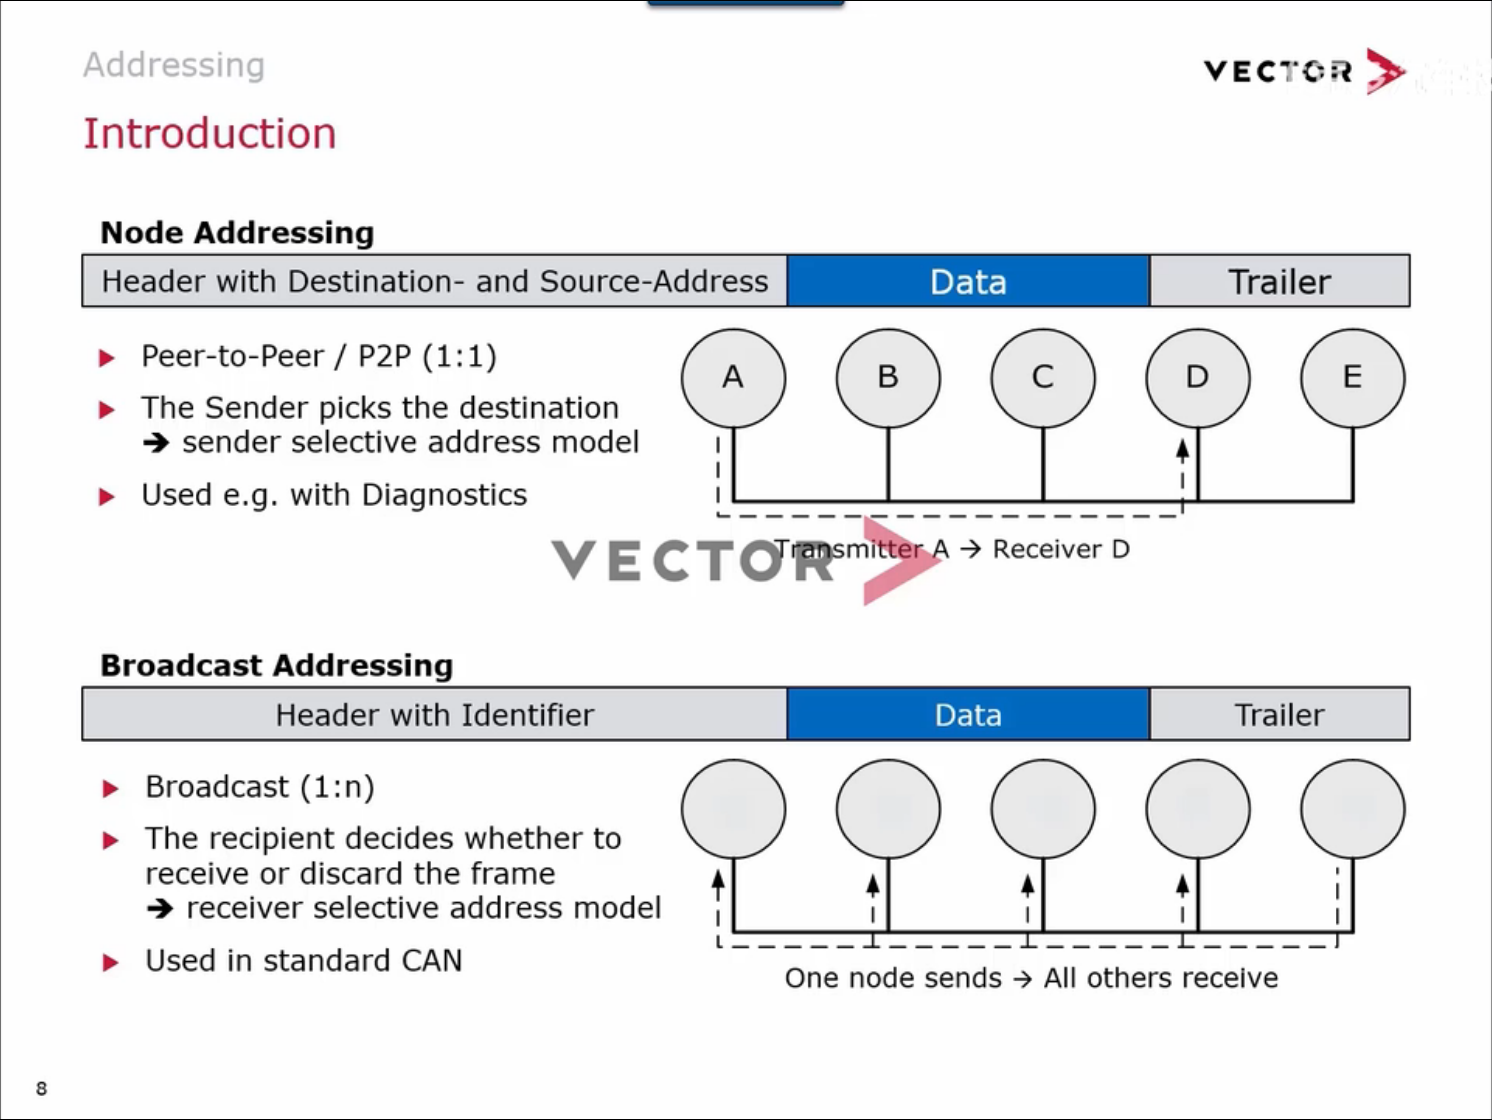 Addressing
VECTOR
Introduction
Node Addressing
Header with Destination- and Source-Address Data Trailer
Peer-to-Peer / P2P (1:1)
The Sender picks the destination
➔ sender selective address model
Used e.g. with Diagnostics
A B C D E
Transmitter A → Receiver D
VECTOR
Broadcast Addressing
Header with Identifier Data Trailer
Broadcast (1:n)
The recipient decides whether to
receive or discard the frame
➔ receiver selective address model
Used in standard CAN
One node sends → All others receive
8